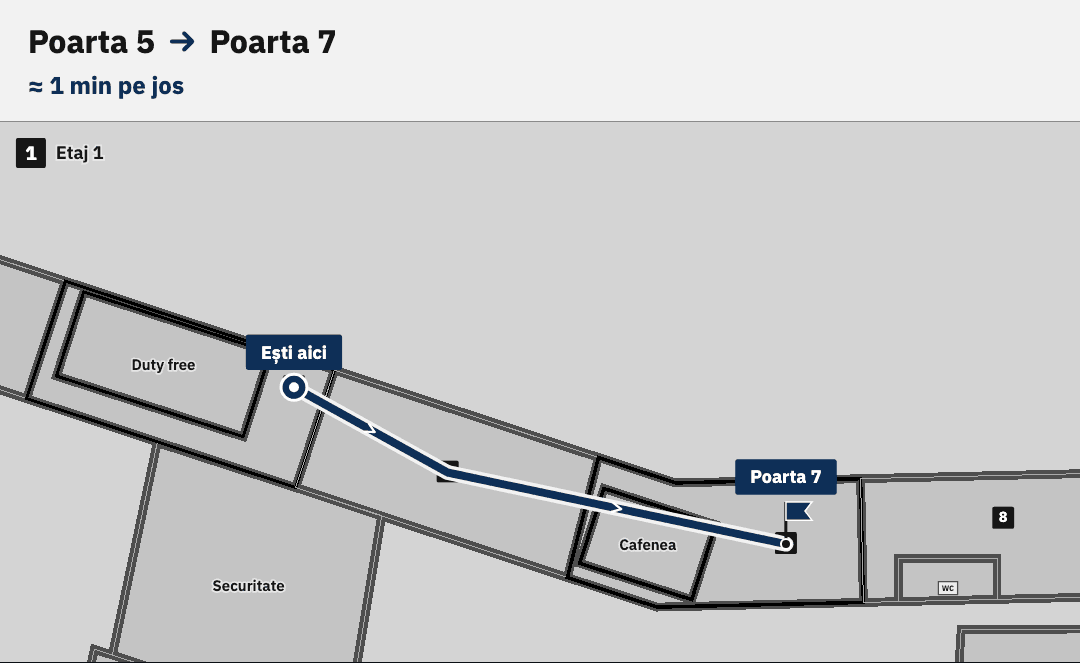 Poarta 5 → Poarta 7
≈ 1 min pe jos
1 Etaj 1
Duty free
Ești aici
Poarta 7
8
Cafenea
Securitate
WC